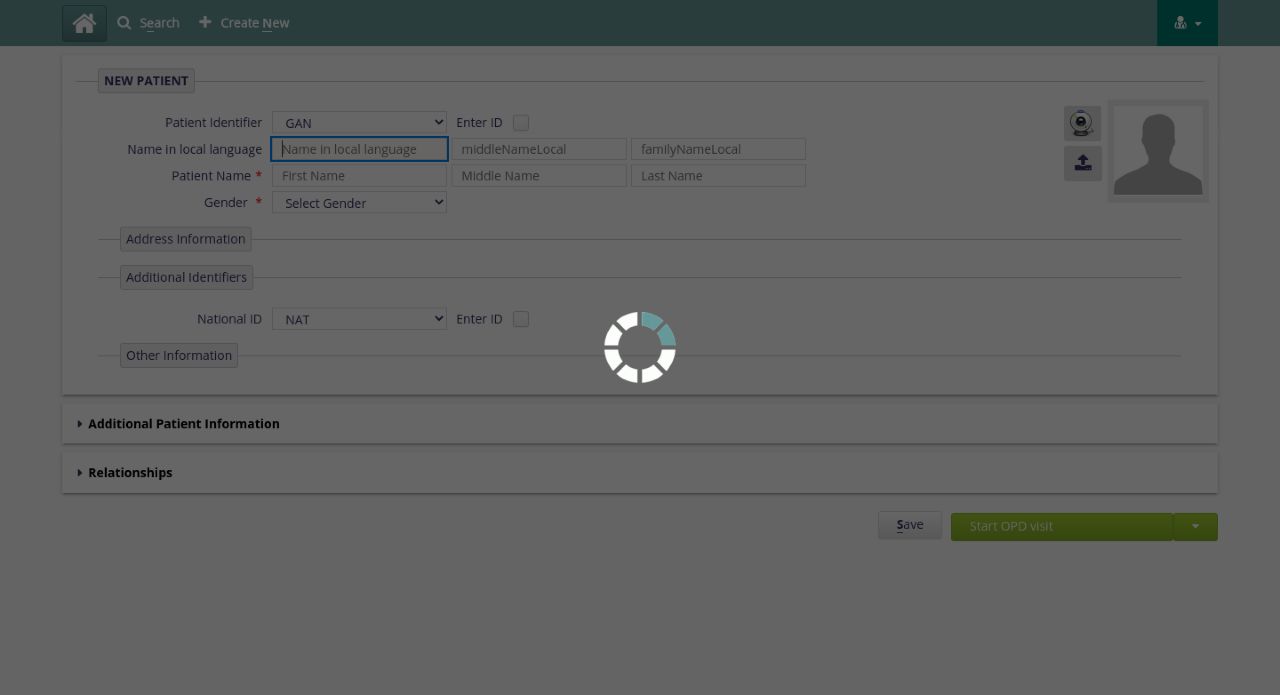 Search Create New
NEW PATIENT
Patient Identifier GAN Enter ID
Name in local language Name in local language middleNameLocal familyNameLocal
Patient Name * First Name Middle Name Last Name
Gender * Select Gender
Address Information
Additional Identifiers
National ID NAT Enter ID
Other Information
Additional Patient Information
Relationships
Save Start OPD visit